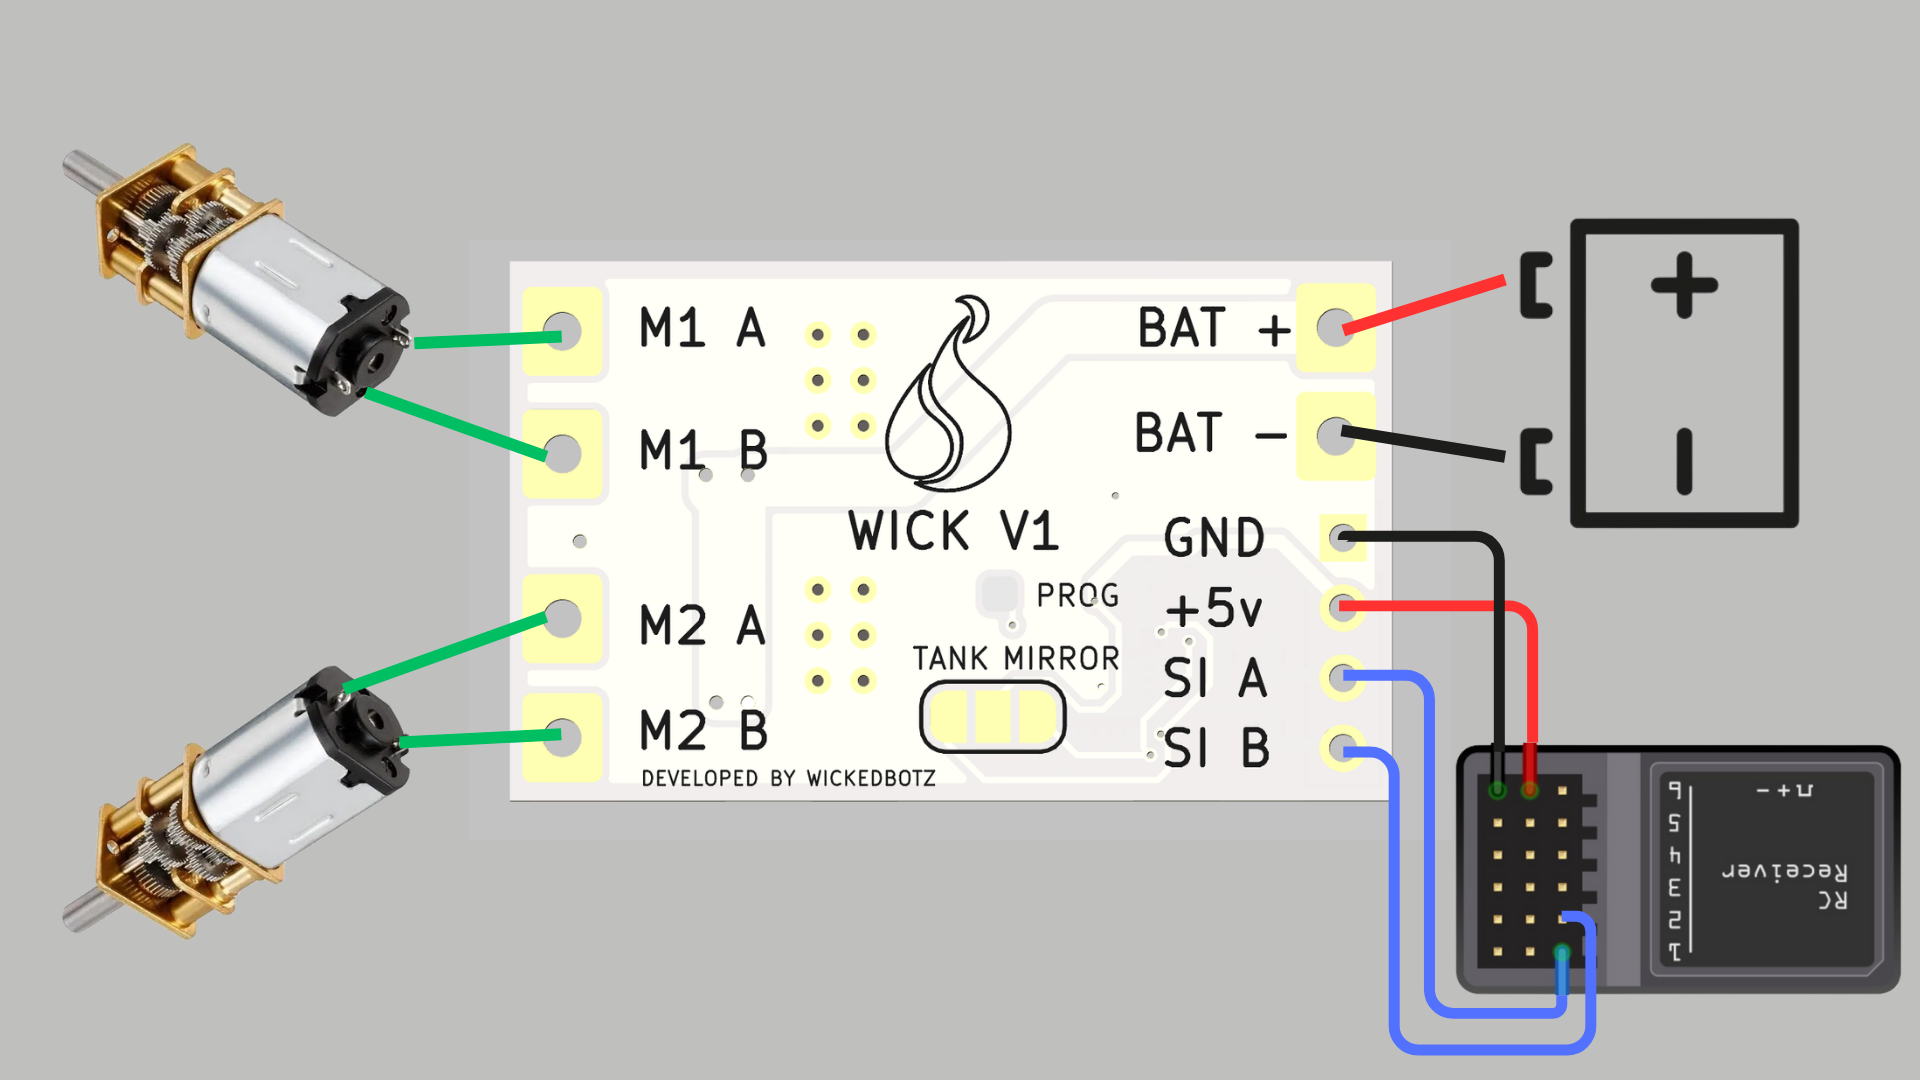 M1 A
M1 B
M2 A
M2 B
DEVELOPED BY WICKEDBOTZ
WICK V1
PROG
TANK MIRROR
BAT +
BAT -
GND
+5v
SI A
SI B
+
-
- +
6
5
4
3
2
1
RC
Receiver